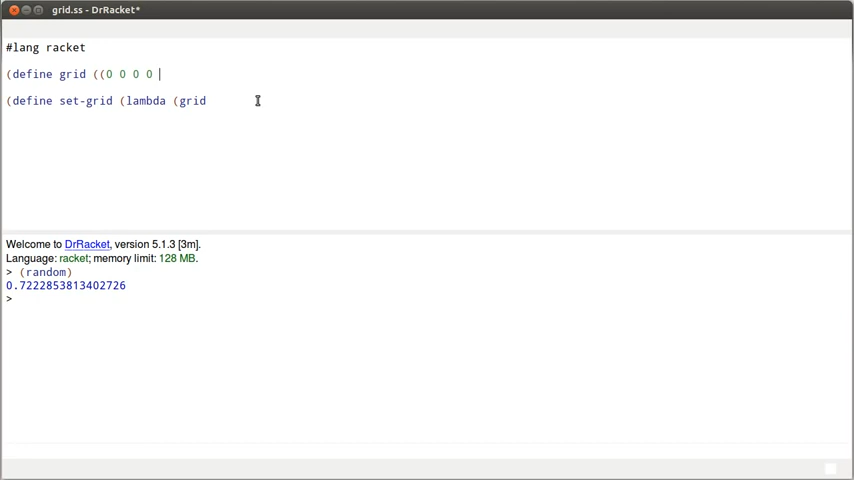 grid.ss - DrRacket*
#lang racket
(define grid ((0 0 0 0
(define set-grid (lambda (grid
Welcome to DrRacket, version 5.1.3 [3m].
Language: racket; memory limit: 128 MB.
> (random)
0.7222853813402726
>